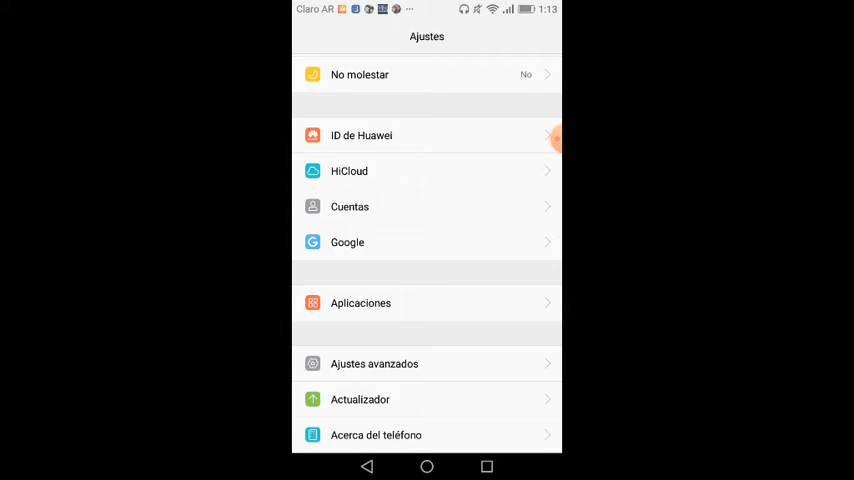 Claro AR 1:13
Ajustes
No molestar No
ID de Huawei
HiCloud
Cuentas
Google
Aplicaciones
Ajustes avanzados
Actualizador
Acerca del teléfono